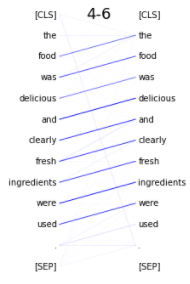 4-6
[CLS] [CLS]
the the
food food
was was
delicious delicious
and and
clearly clearly
fresh fresh
ingredients ingredients
were were
used used
. .
[SEP] [SEP]